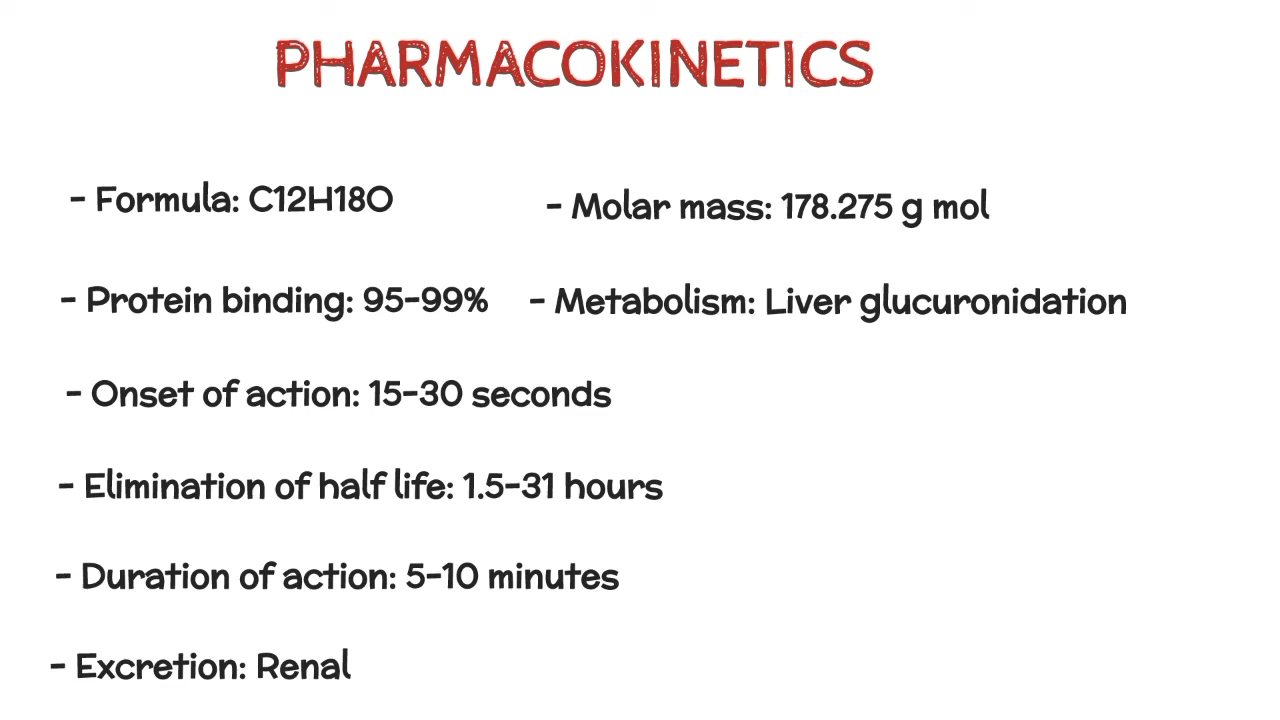 PHARMACOKINETICS
- Formula: C12H18O
- Molar mass: 178.275 g mol
- Protein binding: 95-99%
- Metabolism: Liver glucuronidation
- Onset of action: 15-30 seconds
- Elimination of half life: 1.5-31 hours
- Duration of action: 5-10 minutes
- Excretion: Renal